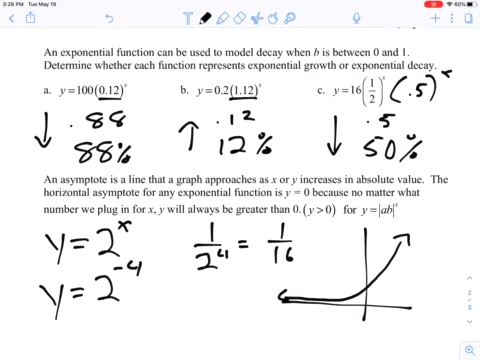 3:28 PM Tue May 19
60%
An exponential function can be used to model decay when b is between 0 and 1.
Determine whether each function represents exponential growth or exponential decay.
a. y = 100(0.12)^x b. y = 0.2(1.12)^x c. y = 16(1/2)^x (.5)^x
↓ .88 ↑ .12 ↓ .5
88% 12% 50%
An asymptote is a line that a graph approaches as x or y increases in absolute value. The
horizontal asymptote for any exponential function is y = 0 because no matter what
number we plug in for x, y will always be greater than 0. (y > 0) for y = |ab|^x
y = 2^x 1/2^4 = 1/16
y = 2^-4
2
/
3